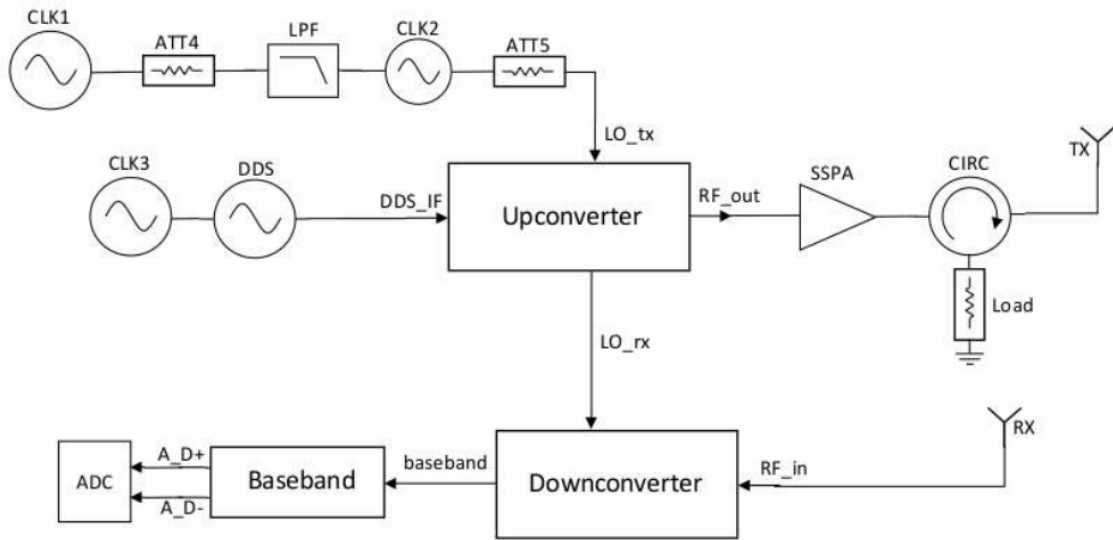 CLK1
ATT4
LPF
CLK2
ATT5
LO_tx
CLK3
DDS
DDS_IF
Upconverter
RF_out
SSPA
CIRC
TX
Load
LO_rx
RX
RF_in
Downconverter
baseband
Baseband
A_D+
A_D-
ADC